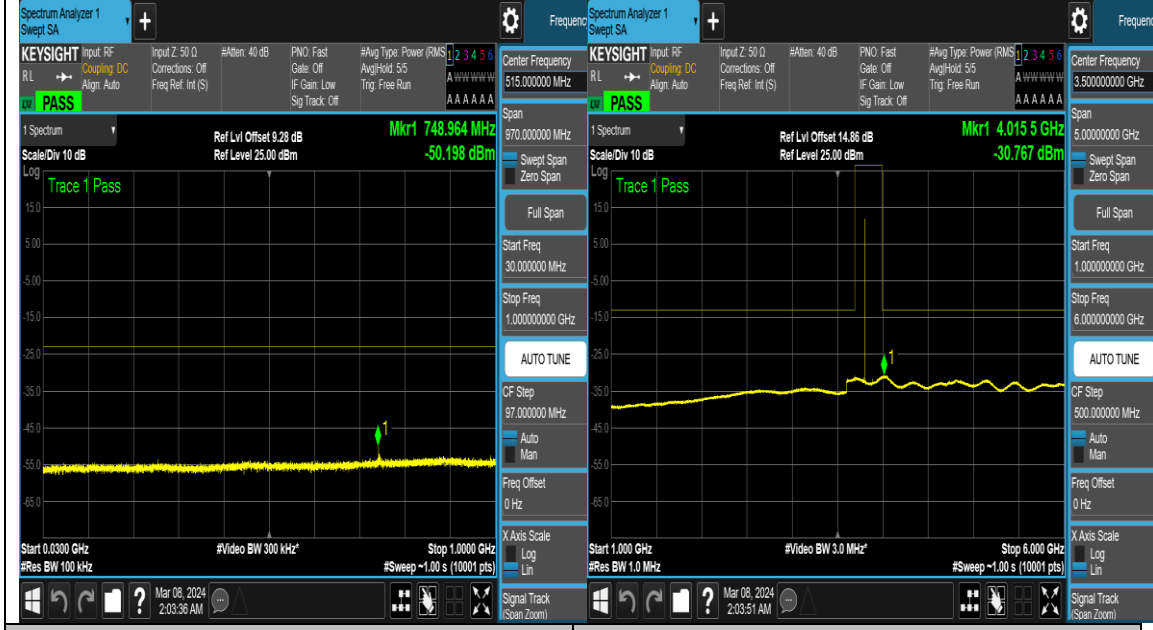 Spectrum Analyzer 1
Swept SA
+
Frequenc
KEYSIGHT
Input: RF
Coupling: DC
Align: Auto
Input Z: 50 Ω
Corrections: Off
Freq Ref: Int (S)
#Atten: 40 dB
PNO: Fast
Gate: Off
IF Gain: Low
Sig Track: Off
#Avg Type: Power (RMS
Avg|Hold: 5/5
Trig: Free Run
1 2 3 4 5 6
A W W W W W
A A A A A A
R L
PASS
1 Spectrum
Scale/Div 10 dB
Ref Lvl Offset 9.28 dB
Ref Level 25.00 dBm
Mkr1 748.964 MHz
-50.198 dBm
Log
Trace 1 Pass
15.0
5.00
-5.00
-15.0
-25.0
-35.0
-45.0
-55.0
-65.0
1
Start 0.0300 GHz
#Res BW 100 kHz
#Video BW 300 kHz*
Stop 1.0000 GHz
#Sweep ~1.00 s (10001 pts)
Center Frequency
515.000000 MHz
Span
970.000000 MHz
Swept Span
Zero Span
Full Span
Start Freq
30.000000 MHz
Stop Freq
1.000000000 GHz
AUTO TUNE
CF Step
97.000000 MHz
Auto
Man
Freq Offset
0 Hz
X Axis Scale
Log
Lin
Signal Track
(Span Zoom)
?
Mar 08, 2024
2:03:36 AM
Spectrum Analyzer 1
Swept SA
+
Frequenc
KEYSIGHT
Input: RF
Coupling: DC
Align: Auto
Input Z: 50 Ω
Corrections: Off
Freq Ref: Int (S)
#Atten: 40 dB
PNO: Fast
Gate: Off
IF Gain: Low
Sig Track: Off
#Avg Type: Power (RMS
Avg|Hold: 5/5
Trig: Free Run
1 2 3 4 5 6
A W W W W W
A A A A A A
R L
PASS
1 Spectrum
Scale/Div 10 dB
Ref Lvl Offset 14.86 dB
Ref Level 25.00 dBm
Mkr1 4.015 5 GHz
-30.767 dBm
Log
Trace 1 Pass
15.0
5.00
-5.00
-15.0
-25.0
-35.0
-45.0
-55.0
-65.0
1
Start 1.000 GHz
#Res BW 1.0 MHz
#Video BW 3.0 MHz*
Stop 6.000 GHz
#Sweep ~1.00 s (10001 pts)
Center Frequency
3.500000000 GHz
Span
5.00000000 GHz
Swept Span
Zero Span
Full Span
Start Freq
1.000000000 GHz
Stop Freq
6.000000000 GHz
AUTO TUNE
CF Step
500.000000 MHz
Auto
Man
Freq Offset
0 Hz
X Axis Scale
Log
Lin
Signal Track
(Span Zoom)
?
Mar 08, 2024
2:03:51 AM